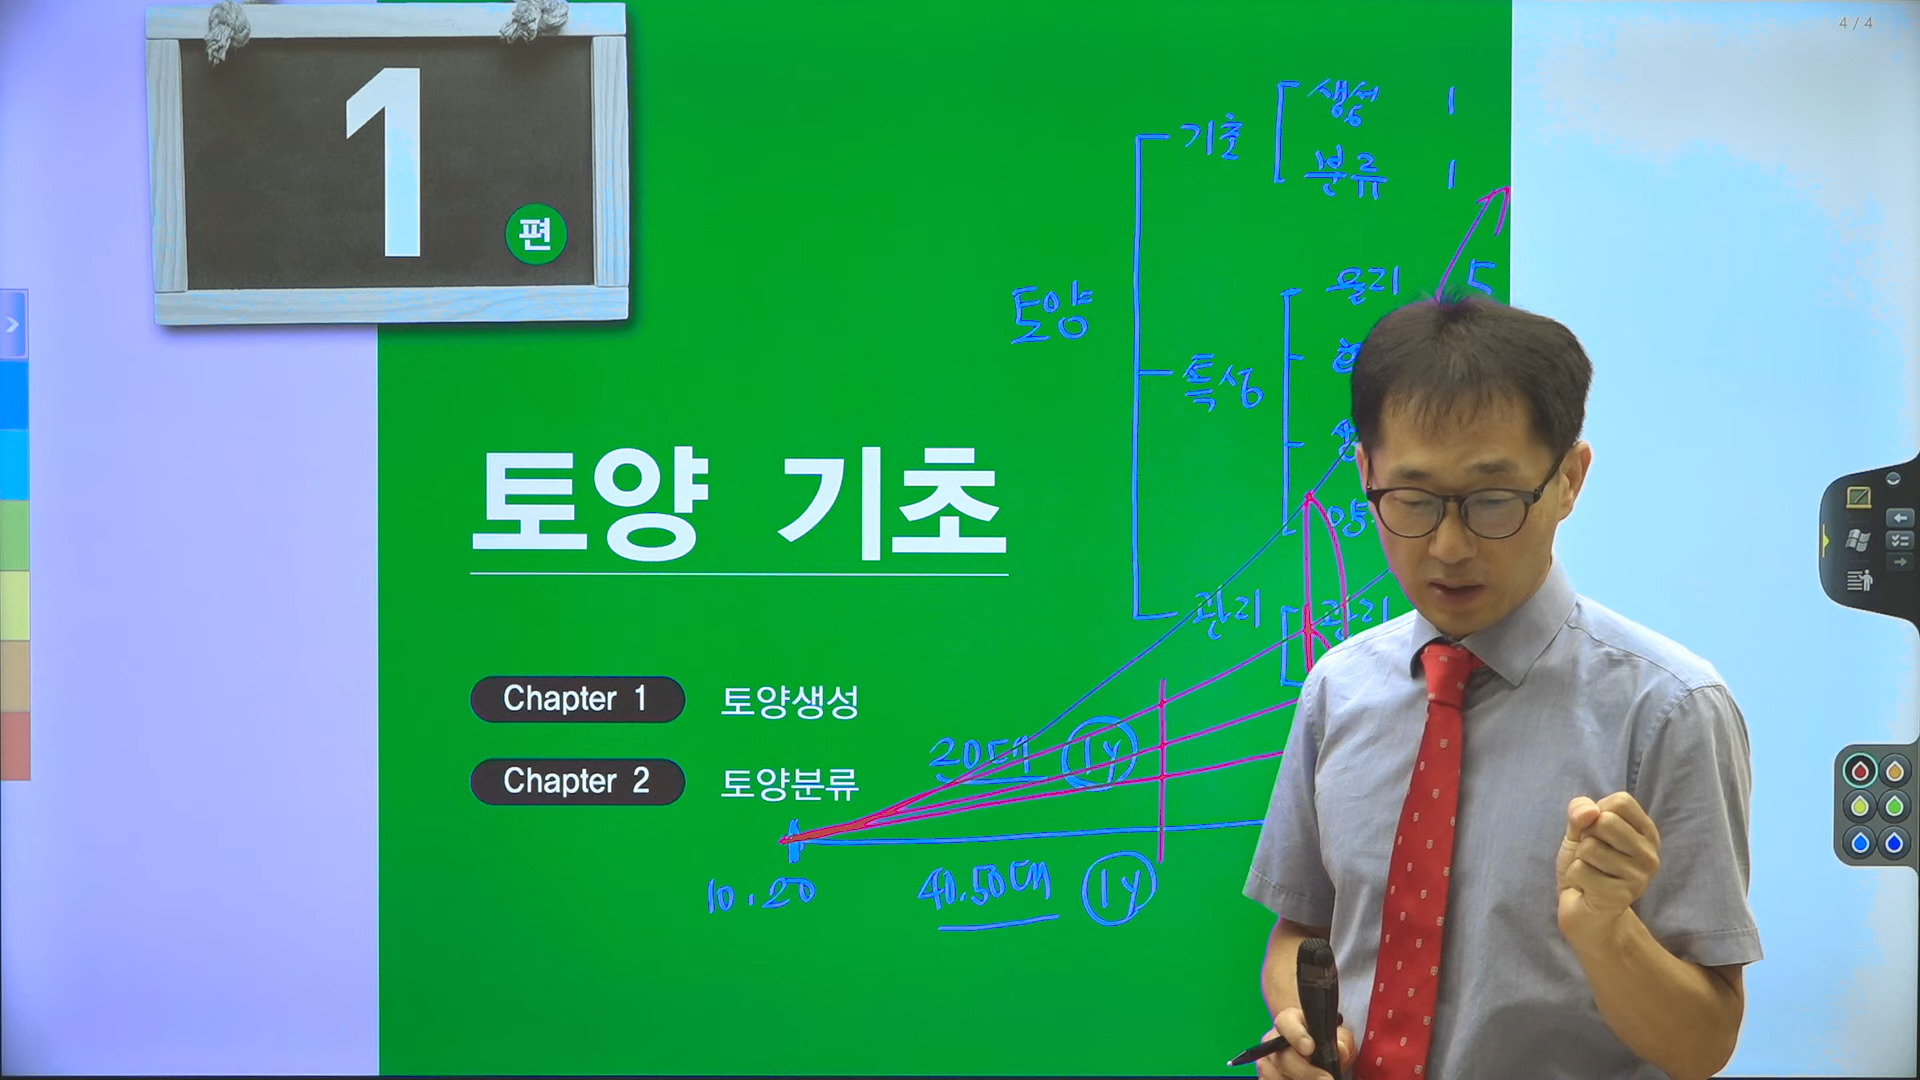 4 / 4
1
편
토양 기초
Chapter 1 토양생성
Chapter 2 토양분류
토양
기초
생성 1
분류 1
특성
물리 5
관리
관리
20대 1y
10.20
40.50대 1y